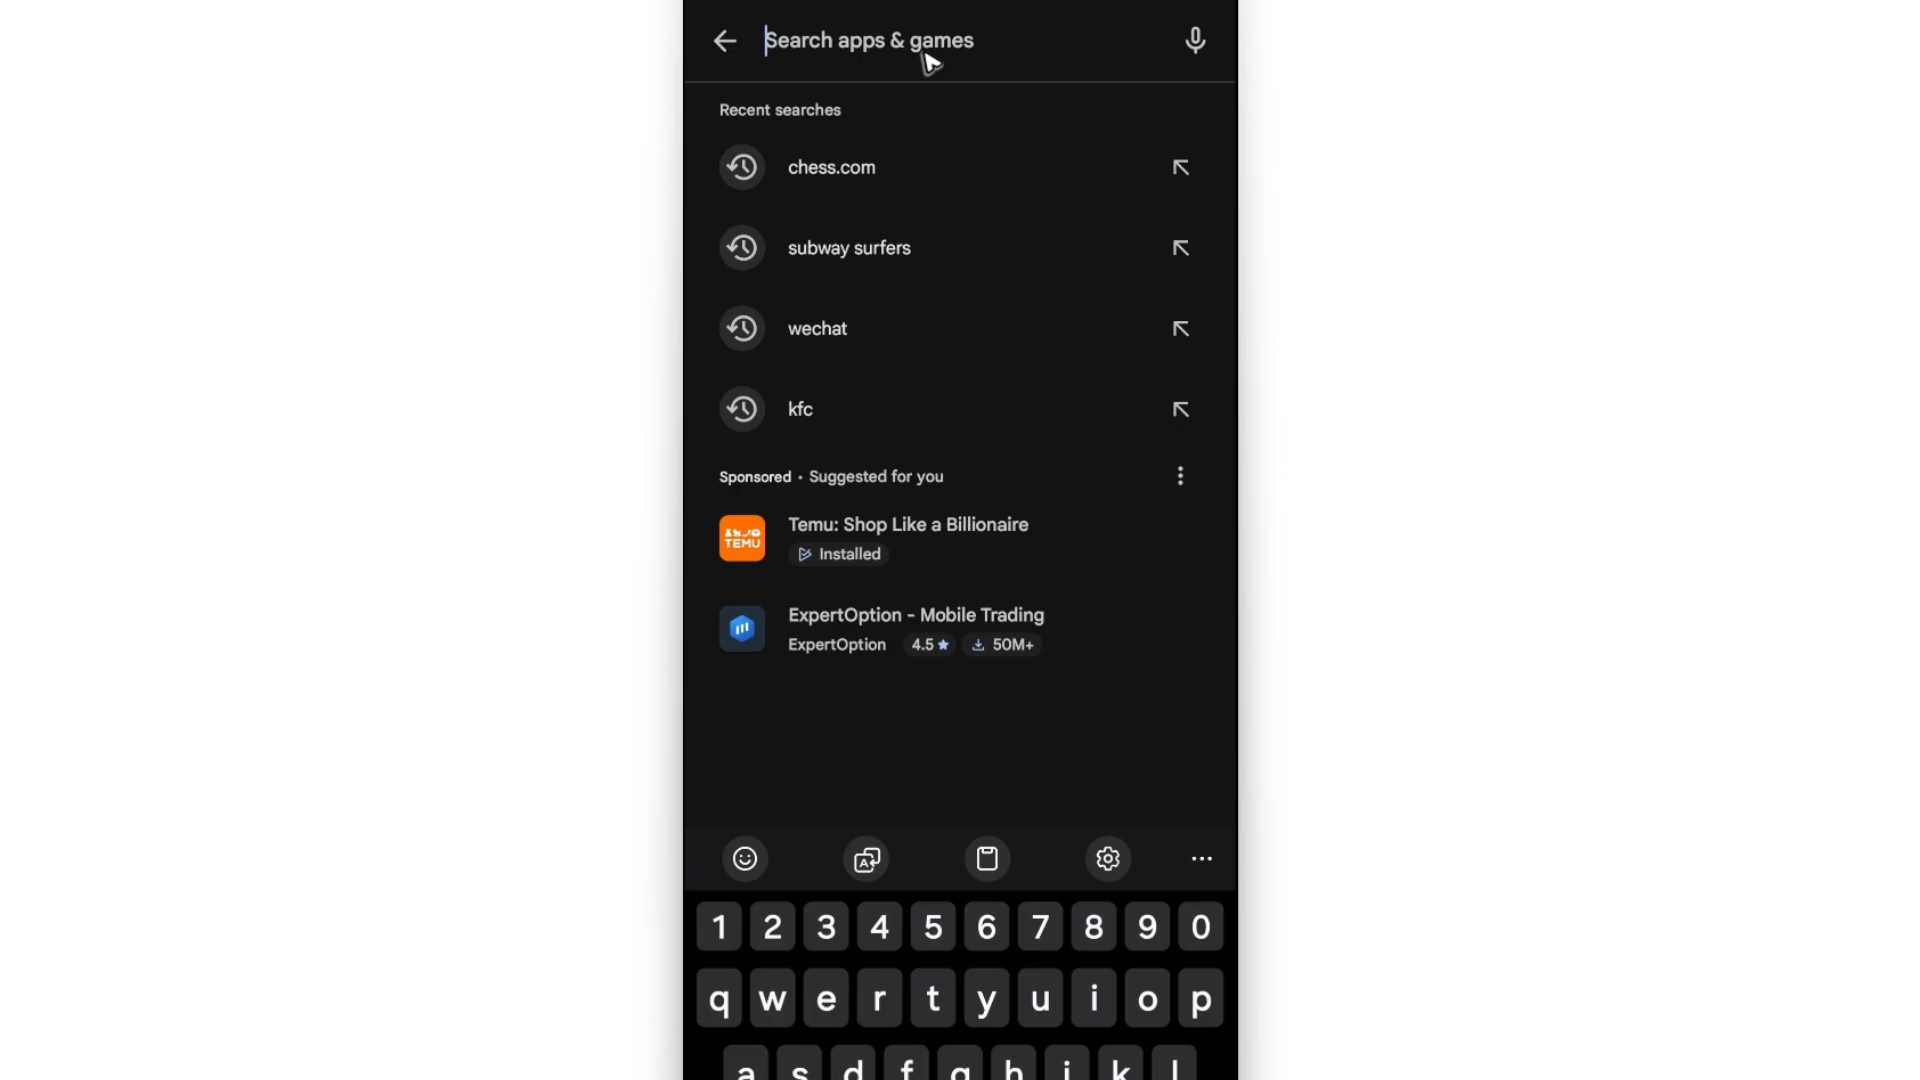 Search apps & games
Recent searches
chess.com
subway surfers
wechat
kfc
Sponsored • Suggested for you
TEMU
Temu: Shop Like a Billionaire
Installed
ExpertOption - Mobile Trading
ExpertOption 4.5★ 50M+
A
1 2 3 4 5 6 7 8 9 0
q w e r t y u i o p
a s d f g h j k l